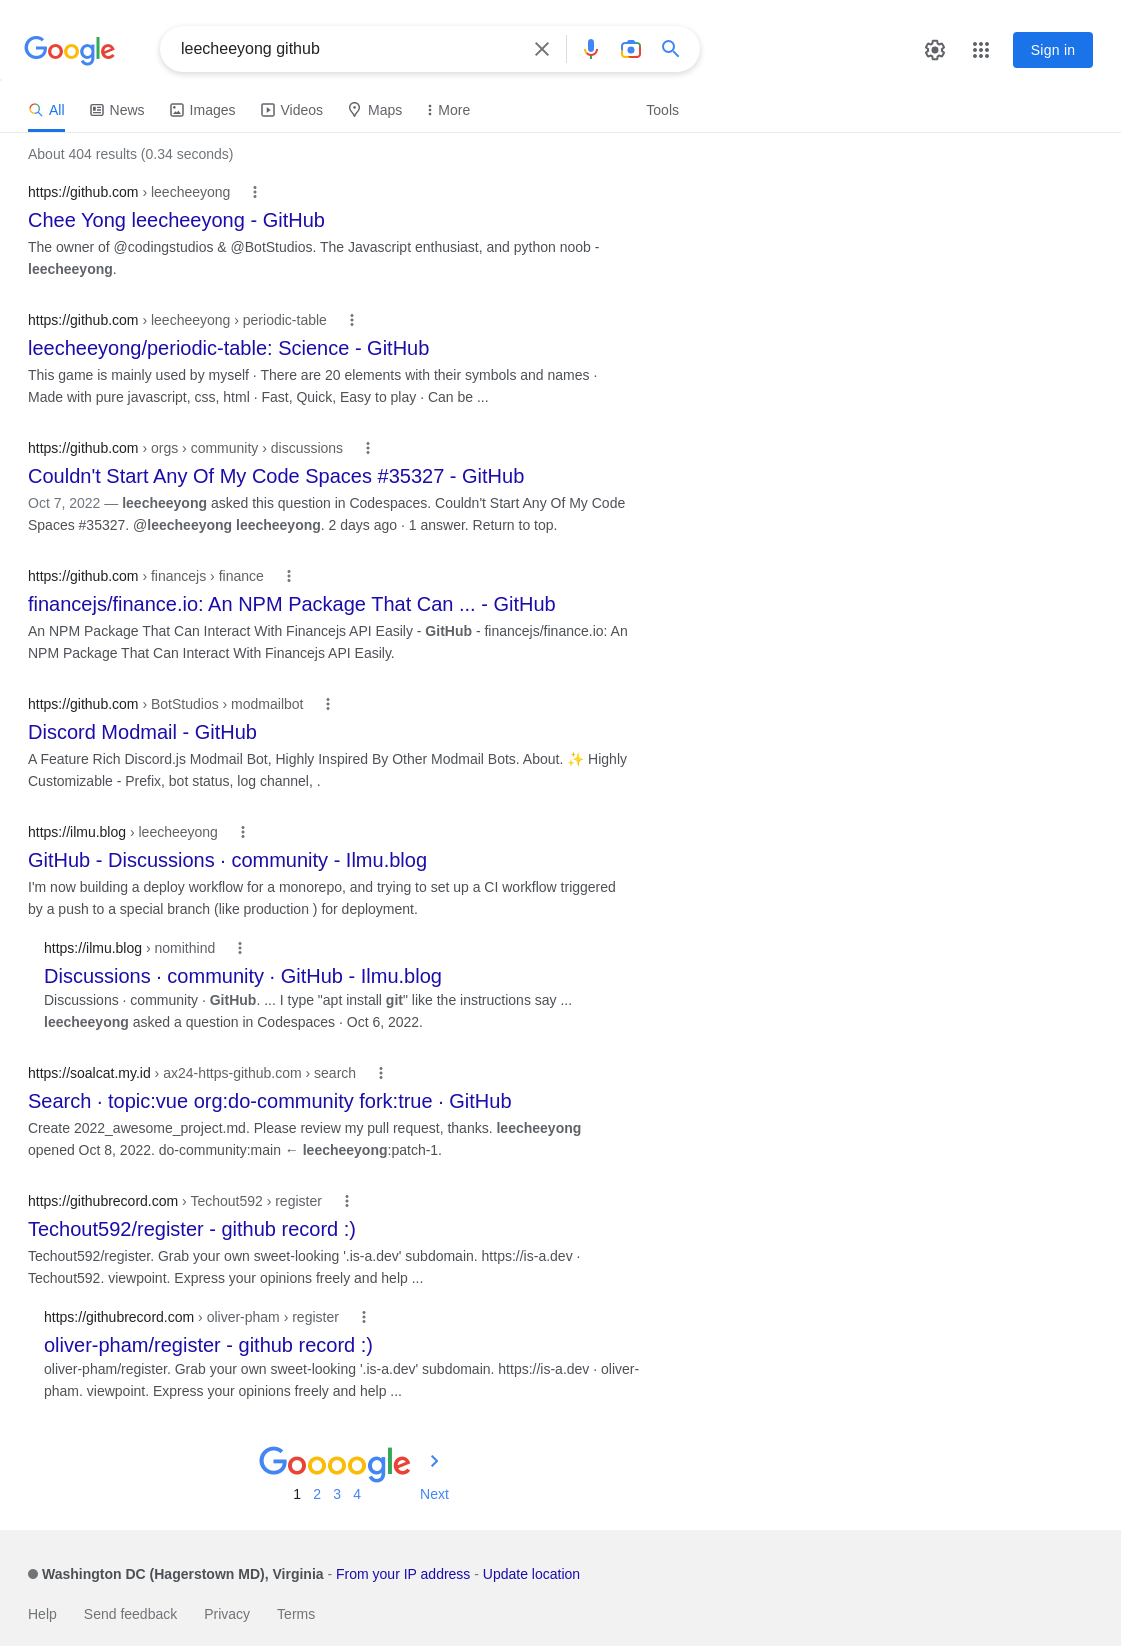 Google
leecheeyong github
Sign in
All
News
Images
Videos
Maps
More
Tools
About 404 results (0.34 seconds)
https://github.com › leecheeyong
Chee Yong leecheeyong - GitHub
The owner of @codingstudios & @BotStudios. The Javascript enthusiast, and python noob -
leecheeyong.
https://github.com › leecheeyong › periodic-table
leecheeyong/periodic-table: Science - GitHub
This game is mainly used by myself · There are 20 elements with their symbols and names ·
Made with pure javascript, css, html · Fast, Quick, Easy to play · Can be ...
https://github.com › orgs › community › discussions
Couldn't Start Any Of My Code Spaces #35327 - GitHub
Oct 7, 2022 — leecheeyong asked this question in Codespaces. Couldn't Start Any Of My Code
Spaces #35327. @leecheeyong leecheeyong. 2 days ago · 1 answer. Return to top.
https://github.com › financejs › finance
financejs/finance.io: An NPM Package That Can ... - GitHub
An NPM Package That Can Interact With Financejs API Easily - GitHub - financejs/finance.io: An
NPM Package That Can Interact With Financejs API Easily.
https://github.com › BotStudios › modmailbot
Discord Modmail - GitHub
A Feature Rich Discord.js Modmail Bot, Highly Inspired By Other Modmail Bots. About. ✨ Highly
Customizable - Prefix, bot status, log channel, .
https://ilmu.blog › leecheeyong
GitHub - Discussions · community - Ilmu.blog
I'm now building a deploy workflow for a monorepo, and trying to set up a CI workflow triggered
by a push to a special branch (like production ) for deployment.
https://ilmu.blog › nomithind
Discussions · community · GitHub - Ilmu.blog
Discussions · community · GitHub. ... I type "apt install git" like the instructions say ...
leecheeyong asked a question in Codespaces · Oct 6, 2022.
https://soalcat.my.id › ax24-https-github.com › search
Search · topic:vue org:do-community fork:true · GitHub
Create 2022_awesome_project.md. Please review my pull request, thanks. leecheeyong
opened Oct 8, 2022. do-community:main ← leecheeyong:patch-1.
https://githubrecord.com › Techout592 › register
Techout592/register - github record :)
Techout592/register. Grab your own sweet-looking '.is-a.dev' subdomain. https://is-a.dev ·
Techout592. viewpoint. Express your opinions freely and help ...
https://githubrecord.com › oliver-pham › register
oliver-pham/register - github record :)
oliver-pham/register. Grab your own sweet-looking '.is-a.dev' subdomain. https://is-a.dev · oliver-
pham. viewpoint. Express your opinions freely and help ...
Goooogle
1 2 3 4 Next
Washington DC (Hagerstown MD), Virginia - From your IP address - Update location
Help Send feedback Privacy Terms